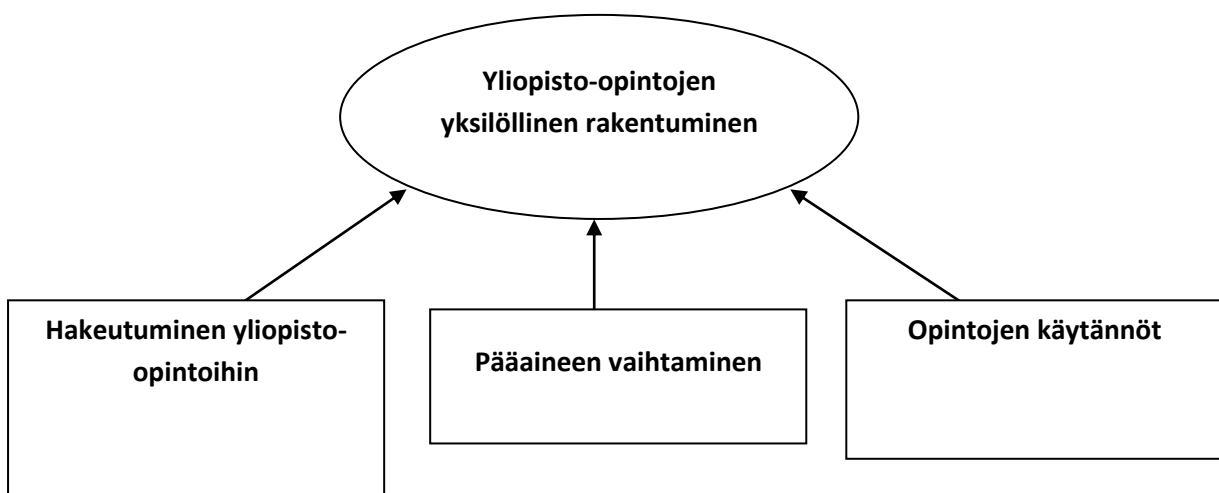 Yliopisto-opintojen
yksilöllinen rakentuminen
Hakeutuminen yliopisto-
opintoihin
Pääaineen vaihtaminen
Opintojen käytännöt